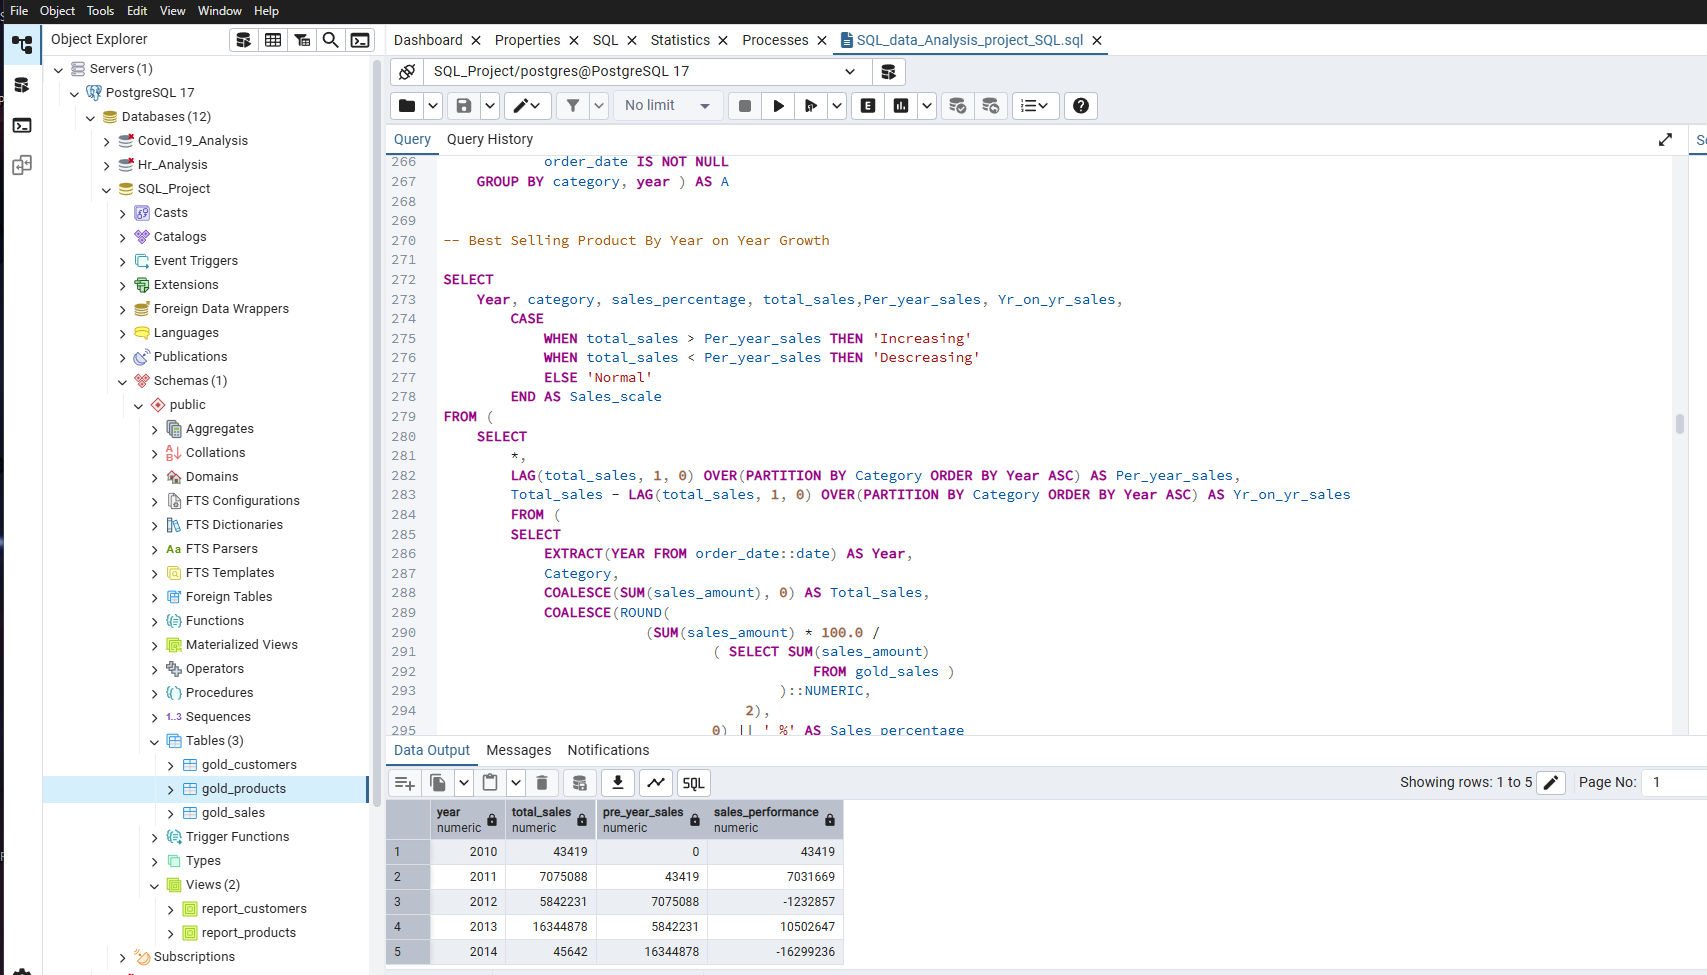 File Object Tools Edit View Window Help
Object Explorer
Servers (1)
PostgreSQL 17
Databases (12)
Covid_19_Analysis
Hr_Analysis
SQL_Project
Casts
Catalogs
Event Triggers
Extensions
Foreign Data Wrappers
Languages
Publications
Schemas (1)
public
Aggregates
Collations
Domains
FTS Configurations
FTS Dictionaries
Aa FTS Parsers
FTS Templates
Foreign Tables
Functions
Materialized Views
Operators
Procedures
1..3 Sequences
Tables (3)
gold_customers
gold_products
gold_sales
Trigger Functions
Types
Views (2)
report_customers
report_products
Subscriptions
Dashboard Properties SQL Statistics Processes SQL_data_Analysis_project_SQL.sql
SQL_Project/postgres@PostgreSQL 17
No limit E
Query Query History
266 order_date IS NOT NULL
267 GROUP BY category, year ) AS A
268
269
270 -- Best Selling Product By Year on Year Growth
271
272 SELECT
273 Year, category, sales_percentage, total_sales,Per_year_sales, Yr_on_yr_sales,
274 CASE
275 WHEN total_sales > Per_year_sales THEN 'Increasing'
276 WHEN total_sales < Per_year_sales THEN 'Descreasing'
277 ELSE 'Normal'
278 END AS Sales_scale
279 FROM (
280 SELECT
281 *,
282 LAG(total_sales, 1, 0) OVER(PARTITION BY Category ORDER BY Year ASC) AS Per_year_sales,
283 Total_sales - LAG(total_sales, 1, 0) OVER(PARTITION BY Category ORDER BY Year ASC) AS Yr_on_yr_sales
284 FROM (
285 SELECT
286 EXTRACT(YEAR FROM order_date::date) AS Year,
287 Category,
288 COALESCE(SUM(sales_amount), 0) AS Total_sales,
289 COALESCE(ROUND(
290 (SUM(sales_amount) * 100.0 /
291 ( SELECT SUM(sales_amount)
292 FROM gold_sales )
293 )::NUMERIC,
294 2),
295 0) || ' %' AS Sales_percentage
Data Output Messages Notifications
SQL Showing rows: 1 to 5 Page No: 1
year total_sales pre_year_sales sales_performance
numeric numeric numeric numeric
1 2010 43419 0 43419
2 2011 7075088 43419 7031669
3 2012 5842231 7075088 -1232857
4 2013 16344878 5842231 10502647
5 2014 45642 16344878 -16299236